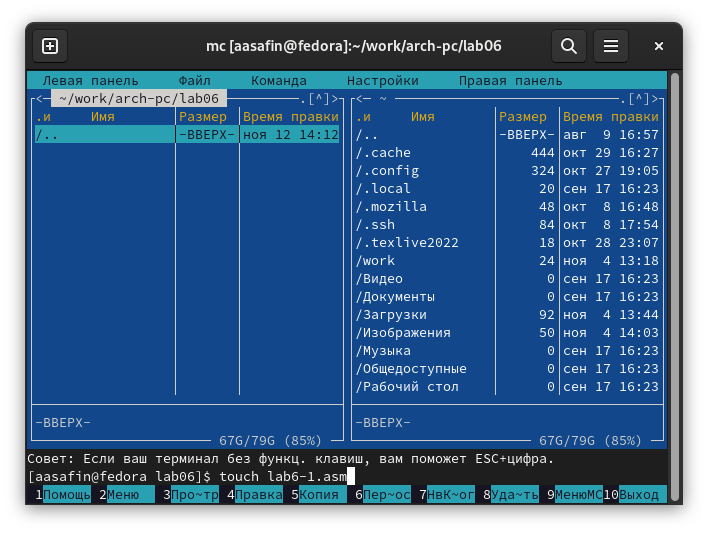 mc [aasafin@fedora]:~/work/arch-pc/lab06
Левая панель Файл Команда Настройки Правая панель
<- ~/work/arch-pc/lab06 .[^]> <- ~ .[^]>
.и Имя Размер Время правки .и Имя Размер Время правки
/.. -ВВЕРХ- ноя 12 14:12 /.. -ВВЕРХ- авг 9 16:57
/.cache 444 окт 29 16:27
/.config 324 окт 27 19:05
/.local 20 сен 17 16:23
/.mozilla 48 окт 8 16:48
/.ssh 84 окт 8 17:54
/.texlive2022 18 окт 28 23:07
/work 24 ноя 4 13:18
/Видео 0 сен 17 16:23
/Документы 0 сен 17 16:23
/Загрузки 92 ноя 4 13:44
/Изображения 50 ноя 4 14:03
/Музыка 0 сен 17 16:23
/Общедоступные 0 сен 17 16:23
/Рабочий стол 0 сен 17 16:23
-ВВЕРХ- -ВВЕРХ-
67G/79G (85%) 67G/79G (85%)
Совет: Если ваш терминал без функц. клавиш, вам поможет ESC+цифра.
[aasafin@fedora lab06]$ touch lab6-1.asm
1Помощь 2Меню 3Про~тр 4Правка 5Копия 6Пер~ос 7НвК~ог 8Уда~ть 9МенюМС10Выход